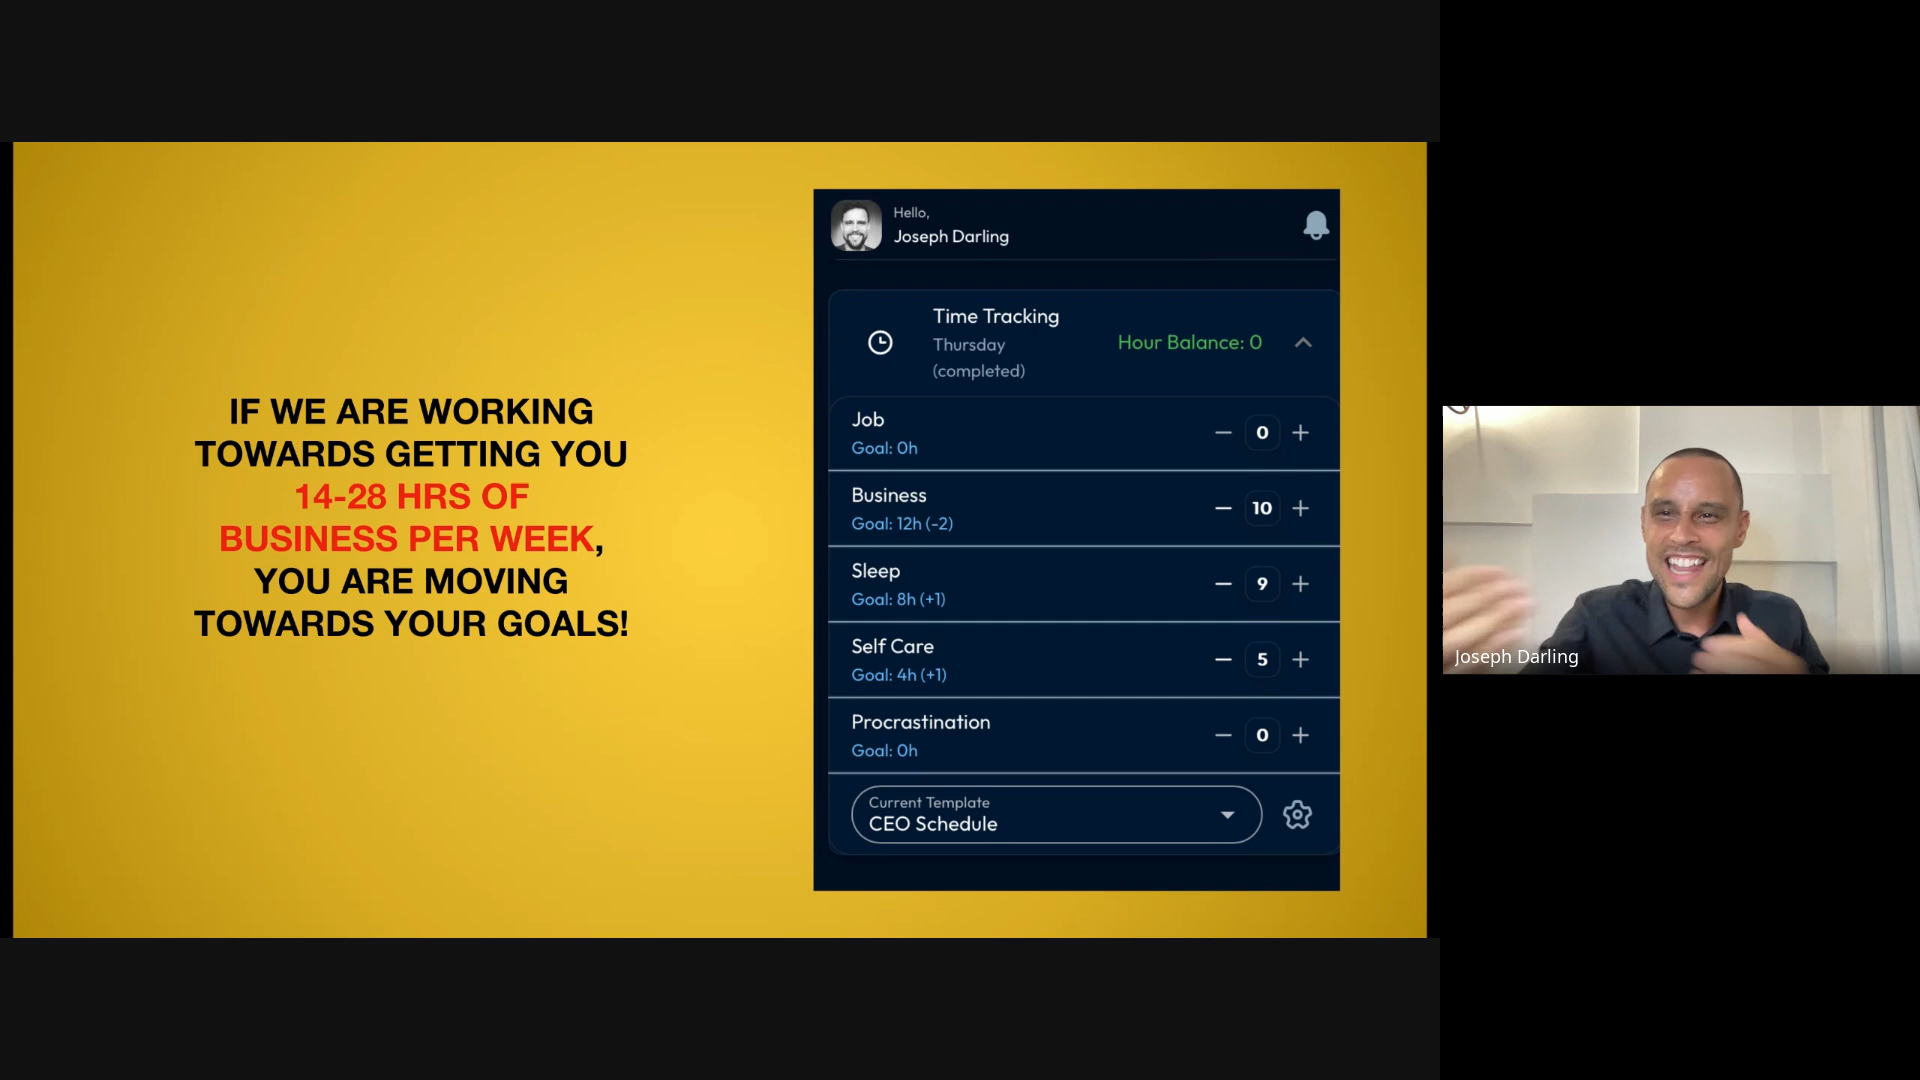 IF WE ARE WORKING
TOWARDS GETTING YOU
14-28 HRS OF
BUSINESS PER WEEK,
YOU ARE MOVING
TOWARDS YOUR GOALS!
Hello,
Joseph Darling
Time Tracking
Thursday
(completed)
Hour Balance: 0
Job
Goal: 0h
0
Business
Goal: 12h (-2)
10
Sleep
Goal: 8h (+1)
9
Self Care
Goal: 4h (+1)
5
Procrastination
Goal: 0h
0
Current Template
CEO Schedule
Joseph Darling